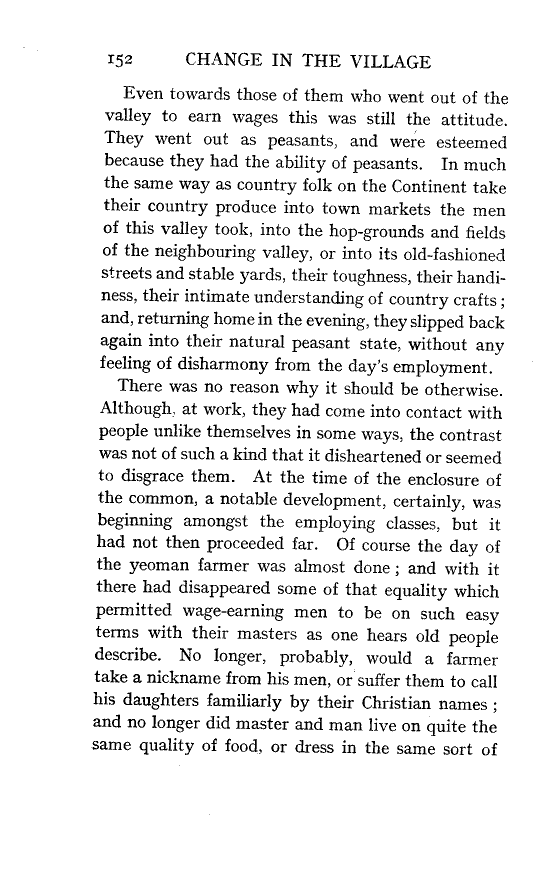 152 CHANGE IN THE VILLAGE
Even towards those of them who went out of the
valley to earn wages this was still the attitude.
They went out as peasants, and were esteemed
because they had the ability of peasants. In much
the same way as country folk on the Continent take
their country produce into town markets the men
of this valley took, into the hop-grounds and fields
of the neighbouring valley, or into its old-fashioned
streets and stable yards, their toughness, their handi-
ness, their intimate understanding of country crafts ;
and, returning home in the evening, they slipped back
again into their natural peasant state, without any
feeling of disharmony from the day's employment.
There was no reason why it should be otherwise.
Although, at work, they had come into contact with
people unlike themselves in some ways, the contrast
was not of such a kind that it disheartened or seemed
to disgrace them. At the time of the enclosure of
the common, a notable development, certainly, was
beginning amongst the employing classes, but it
had not then proceeded far. Of course the day of
the yeoman farmer was almost done ; and with it
there had disappeared some of that equality which
permitted wage-earning men to be on such easy
terms with their masters as one hears old people
describe. No longer, probably, would a farmer
take a nickname from his men, or suffer them to call
his daughters familiarly by their Christian names ;
and no longer did master and man live on quite the
same quality of food, or dress in the same sort of